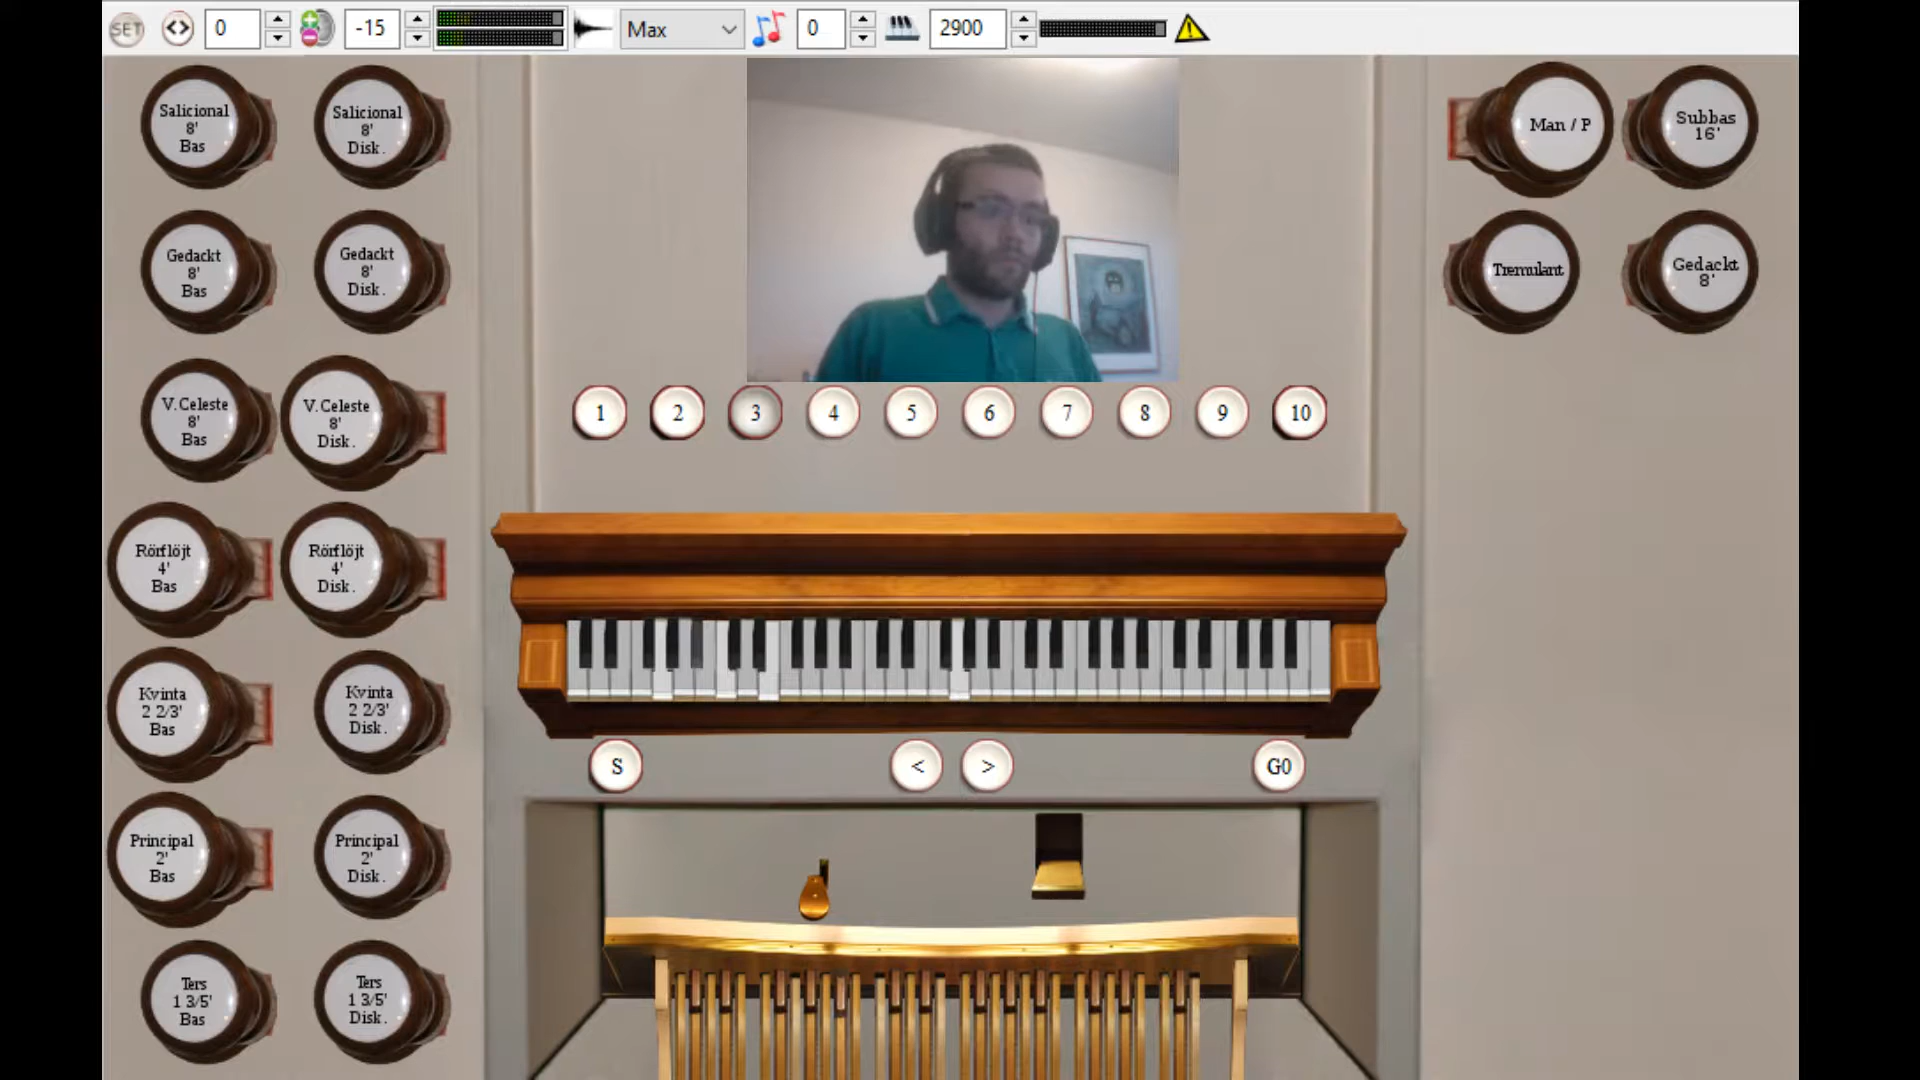 SET 0 -15 Max 0 2900
Salicional
8'
Bas
Salicional
8'
Disk.
Man / P
Subbas
16'
Gedackt
8'
Bas
Gedackt
8'
Disk.
Tremulant
Gedackt
8'
V.Celeste
8'
Bas
V.Celeste
8'
Disk.
1 2 3 4 5 6 7 8 9 10
Rörflöjt
4'
Bas
Rörflöjt
4'
Disk.
Kvinta
2 2/3'
Bas
Kvinta
2 2/3'
Disk.
S < > G0
Principal
2'
Bas
Principal
2'
Disk.
Ters
1 3/5'
Bas
Ters
1 3/5'
Disk.